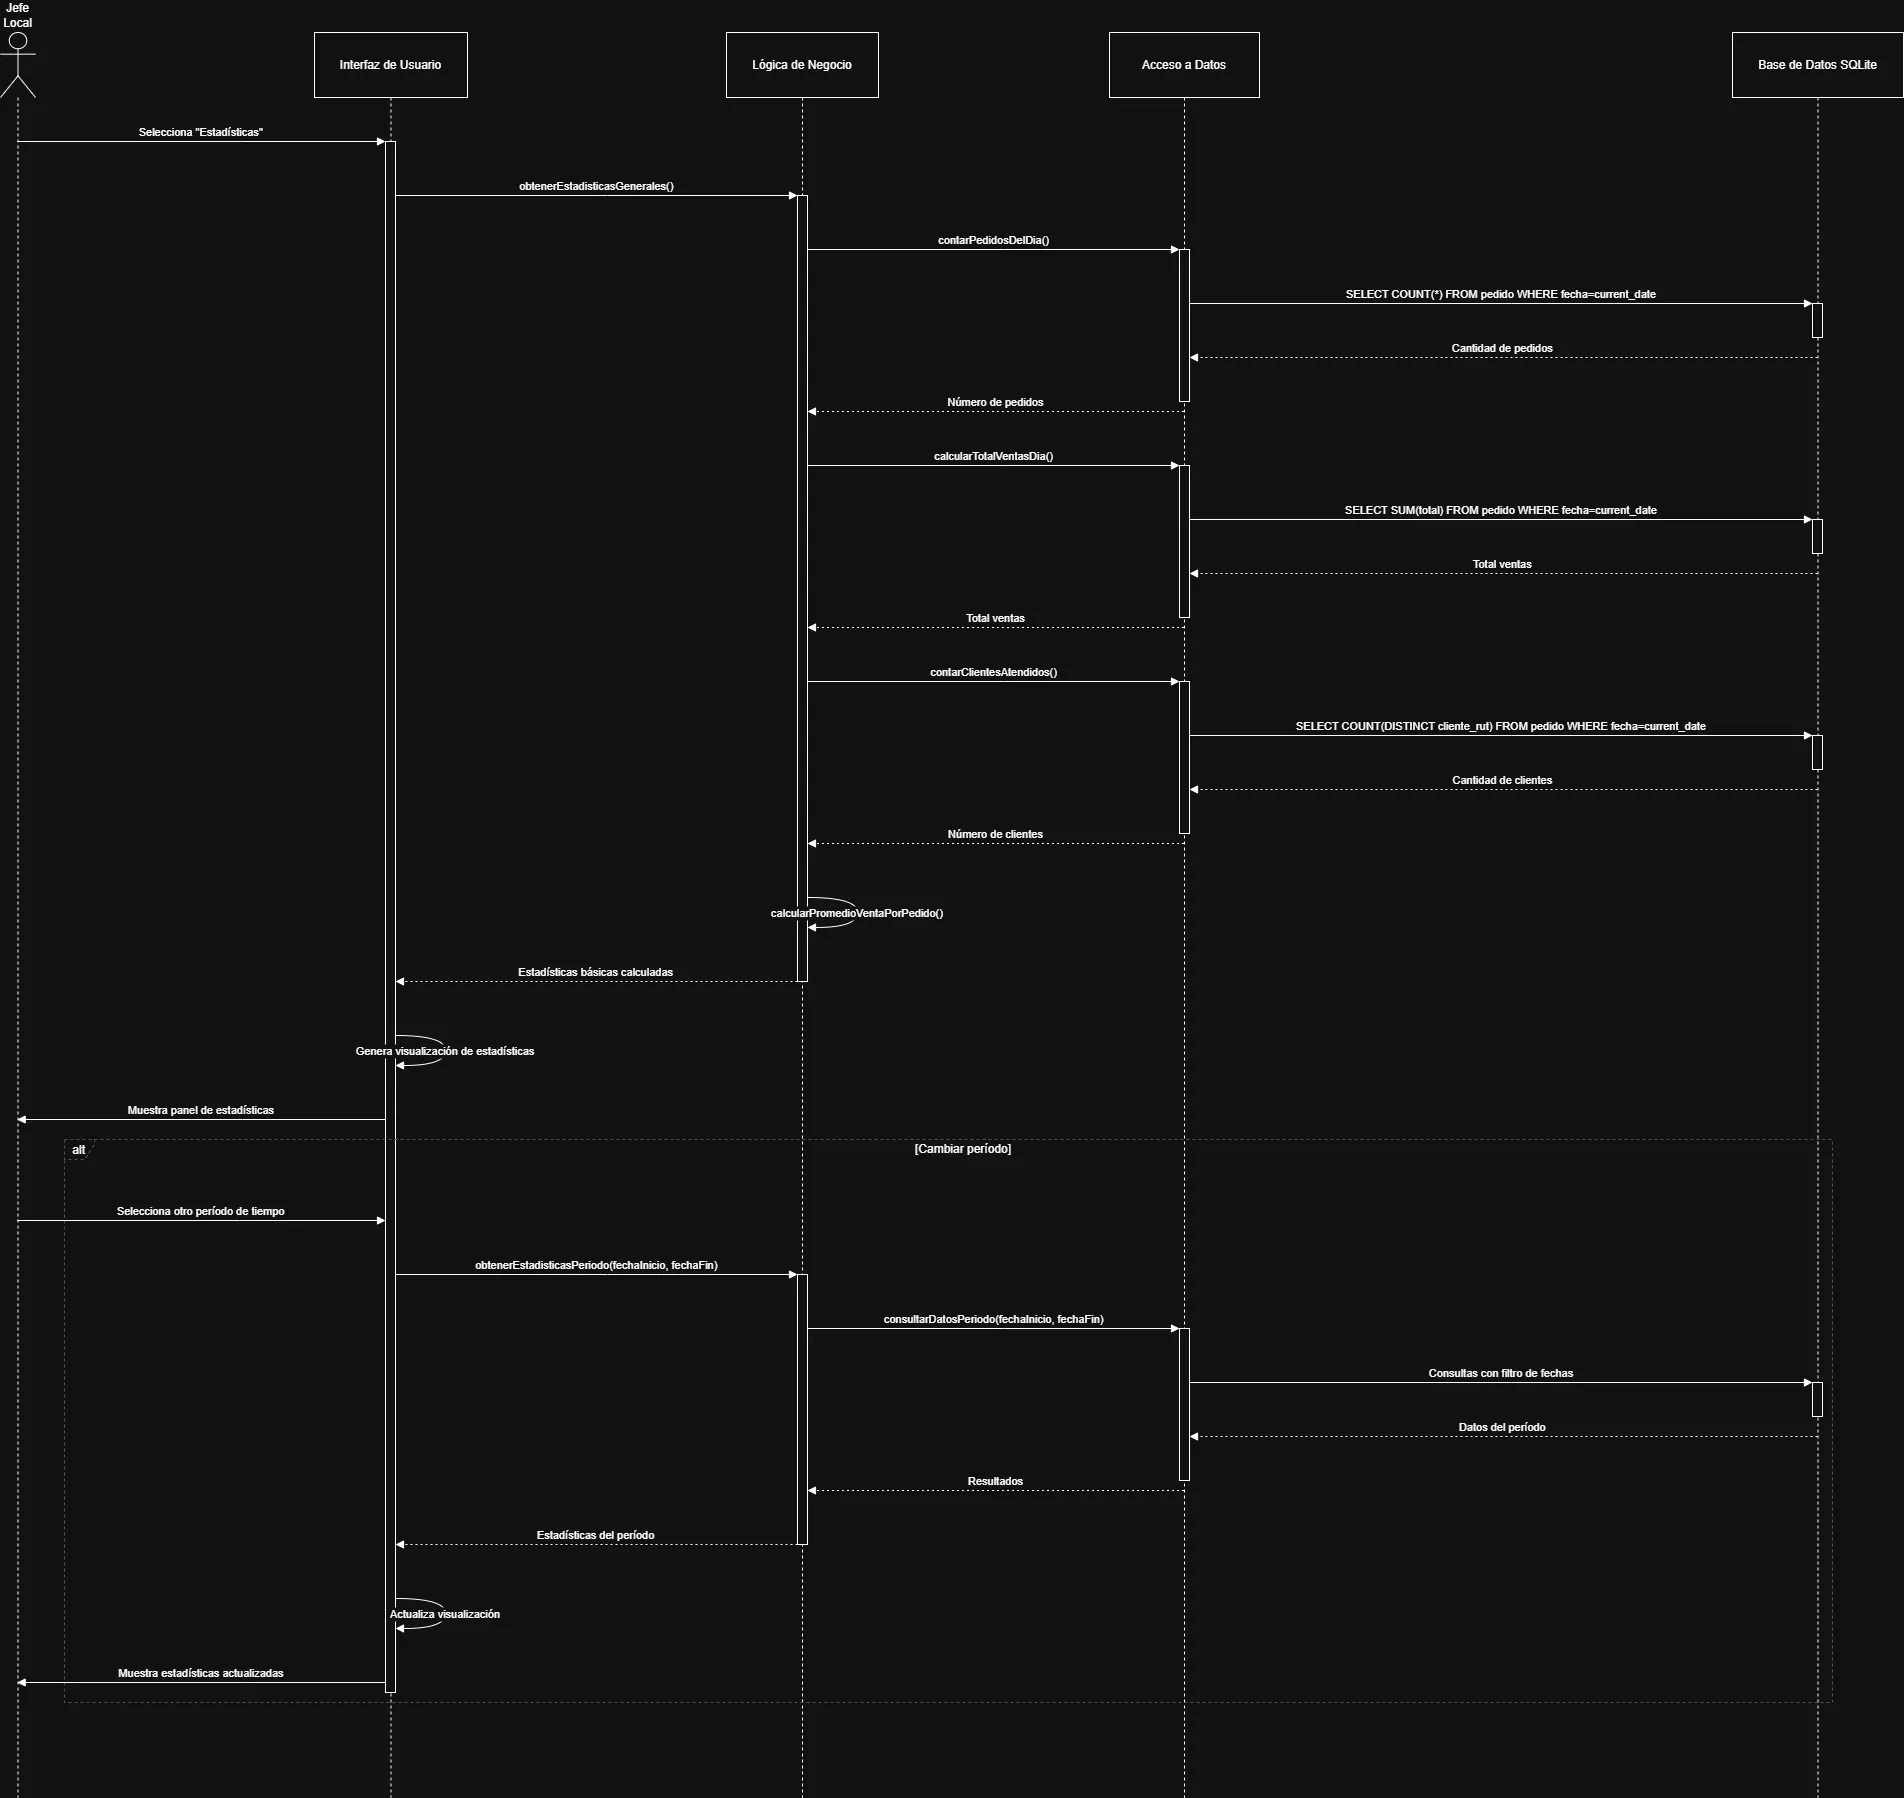 Jefe
Local
Interfaz de Usuario
Lógica de Negocio
Acceso a Datos
Base de Datos SQLite
Selecciona "Estadísticas"
obtenerEstadisticasGenerales()
contarPedidosDelDia()
SELECT COUNT(*) FROM pedido WHERE fecha=current_date
Cantidad de pedidos
Número de pedidos
calcularTotalVentasDia()
SELECT SUM(total) FROM pedido WHERE fecha=current_date
Total ventas
Total ventas
contarClientesAtendidos()
SELECT COUNT(DISTINCT cliente_rut) FROM pedido WHERE fecha=current_date
Cantidad de clientes
Número de clientes
calcularPromedioVentaPorPedido()
Estadísticas básicas calculadas
Genera visualización de estadísticas
Muestra panel de estadísticas
alt
[Cambiar período]
Selecciona otro período de tiempo
obtenerEstadisticasPeriodo(fechaInicio, fechaFin)
consultarDatosPeriodo(fechaInicio, fechaFin)
Consultas con filtro de fechas
Datos del período
Resultados
Estadísticas del período
Actualiza visualización
Muestra estadísticas actualizadas